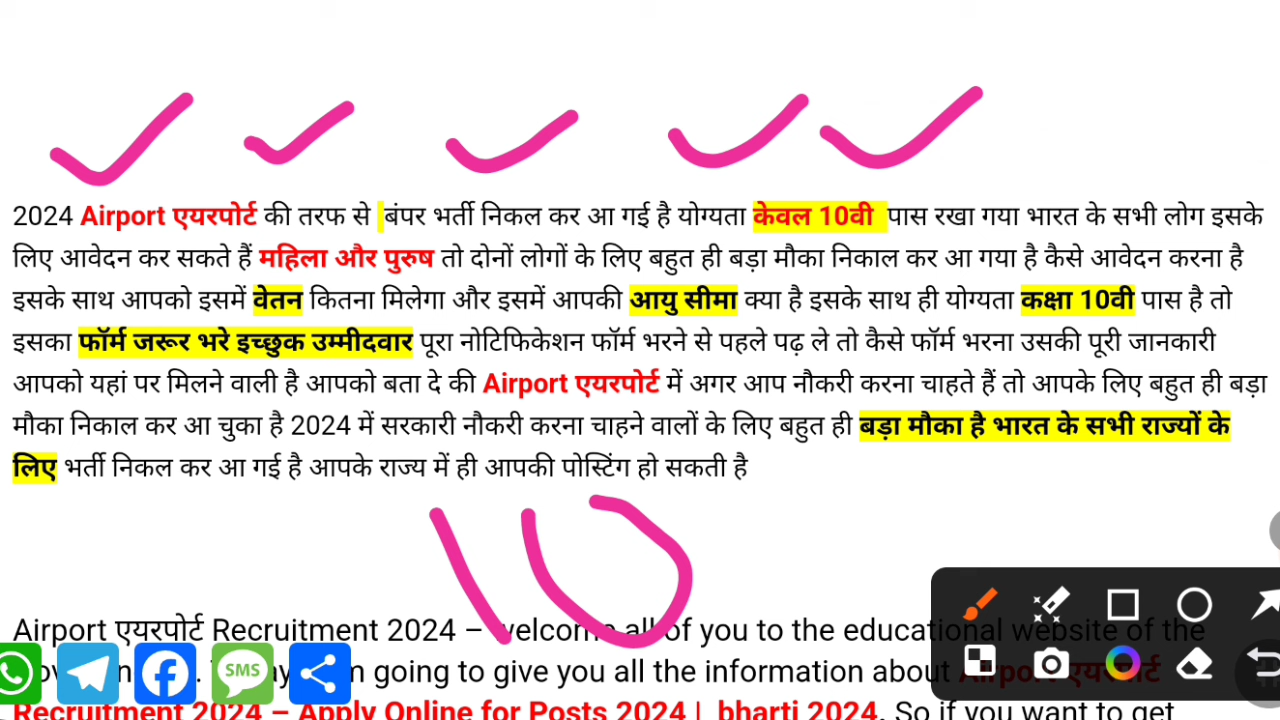 2024 Airport एयरपोर्ट की तरफ से बंपर भर्ती निकल कर आ गई है योग्यता केवल 10वी पास रखा गया भारत के सभी लोग इसके
लिए आवेदन कर सकते हैं महिला और पुरुष तो दोनों लोगों के लिए बहुत ही बड़ा मौका निकाल कर आ गया है कैसे आवेदन करना है
इसके साथ आपको इसमें वेतन कितना मिलेगा और इसमें आपकी आयु सीमा क्या है इसके साथ ही योग्यता कक्षा 10वी पास है तो
इसका फॉर्म जरूर भरे इच्छुक उम्मीदवार पूरा नोटिफिकेशन फॉर्म भरने से पहले पढ़ ले तो कैसे फॉर्म भरना उसकी पूरी जानकारी
आपको यहां पर मिलने वाली है आपको बता दे की Airport एयरपोर्ट में अगर आप नौकरी करना चाहते हैं तो आपके लिए बहुत ही बड़ा
मौका निकाल कर आ चुका है 2024 में सरकारी नौकरी करना चाहने वालों के लिए बहुत ही बड़ा मौका है भारत के सभी राज्यों के
लिए भर्ती निकल कर आ गई है आपके राज्य में ही आपकी पोस्टिंग हो सकती है
10
Airport एयरपोर्ट Recruitment 2024 – welcome all of you to the educational website of the
going to give you all the information about Airport एयरपोर्ट
SMS
Recruitment 2024 – Apply Online for Posts 2024 | bharti 2024. So if you want to get